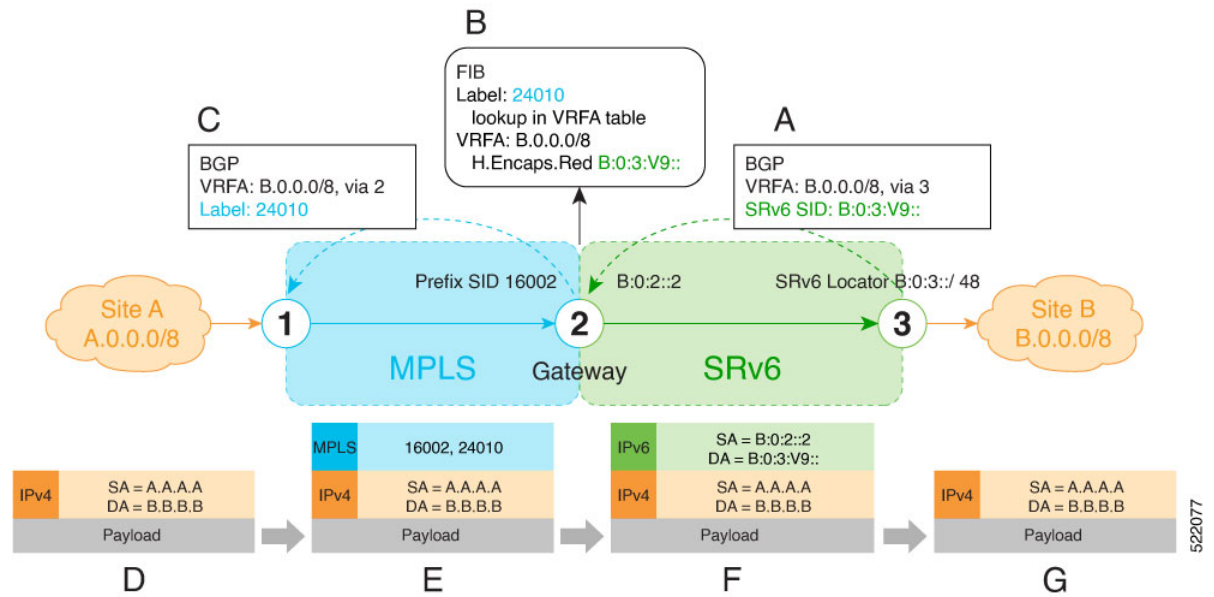 B
FIB
Label: 24010
lookup in VRFA table
VRFA: B.0.0.0/8
H.Encaps.Red B:0:3:V9::
C
BGP
VRFA: B.0.0.0/8, via 2
Label: 24010
A
BGP
VRFA: B.0.0.0/8, via 3
SRv6 SID: B:0:3:V9::
Prefix SID 16002
B:0:2::2
SRv6 Locator B:0:3::/ 48
Site A
A.0.0.0/8
1
2
3
Site B
B.0.0.0/8
MPLS
Gateway
SRv6
IPv4
SA = A.A.A.A
DA = B.B.B.B
Payload
D
MPLS
16002, 24010
IPv4
SA = A.A.A.A
DA = B.B.B.B
Payload
E
IPv6
SA = B:0:2::2
DA = B:0:3:V9::
IPv4
SA = A.A.A.A
DA = B.B.B.B
Payload
F
IPv4
SA = A.A.A.A
DA = B.B.B.B
Payload
G
522077